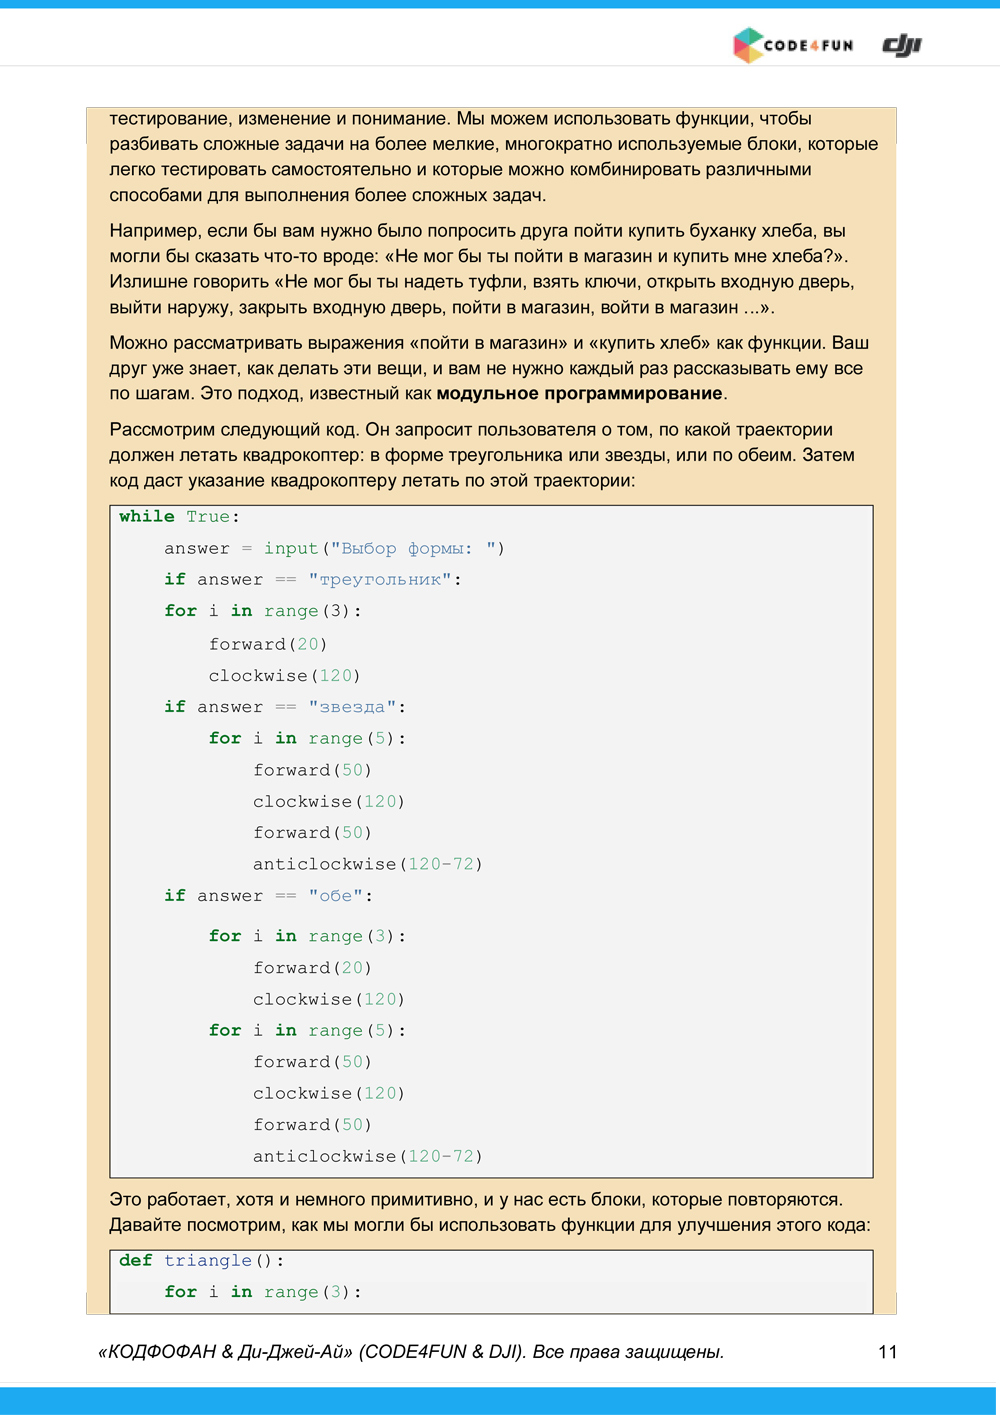 CODE4FUN dji
тестирование, изменение и понимание. Мы можем использовать функции, чтобы
разбивать сложные задачи на более мелкие, многократно используемые блоки, которые
легко тестировать самостоятельно и которые можно комбинировать различными
способами для выполнения более сложных задач.
Например, если бы вам нужно было попросить друга пойти купить буханку хлеба, вы
могли бы сказать что-то вроде: «Не мог бы ты пойти в магазин и купить мне хлеба?».
Излишне говорить «Не мог бы ты надеть туфли, взять ключи, открыть входную дверь,
выйти наружу, закрыть входную дверь, пойти в магазин, войти в магазин ...».
Можно рассматривать выражения «пойти в магазин» и «купить хлеб» как функции. Ваш
друг уже знает, как делать эти вещи, и вам не нужно каждый раз рассказывать ему все
по шагам. Это подход, известный как модульное программирование.
Рассмотрим следующий код. Он запросит пользователя о том, по какой траектории
должен летать квадрокоптер: в форме треугольника или звезды, или по обеим. Затем
код даст указание квадрокоптеру летать по этой траектории:
while True:
    answer = input("Выбор формы: ")
    if answer == "треугольник":
    for i in range(3):
        forward(20)
        clockwise(120)
    if answer == "звезда":
        for i in range(5):
            forward(50)
            clockwise(120)
            forward(50)
            anticlockwise(120-72)
    if answer == "обе":
        for i in range(3):
            forward(20)
            clockwise(120)
        for i in range(5):
            forward(50)
            clockwise(120)
            forward(50)
            anticlockwise(120-72)
Это работает, хотя и немного примитивно, и у нас есть блоки, которые повторяются.
Давайте посмотрим, как мы могли бы использовать функции для улучшения этого кода:
def triangle():
    for i in range(3):
«КОДФОФАН & Ди-Джей-Ай» (CODE4FUN & DJI). Все права защищены. 11